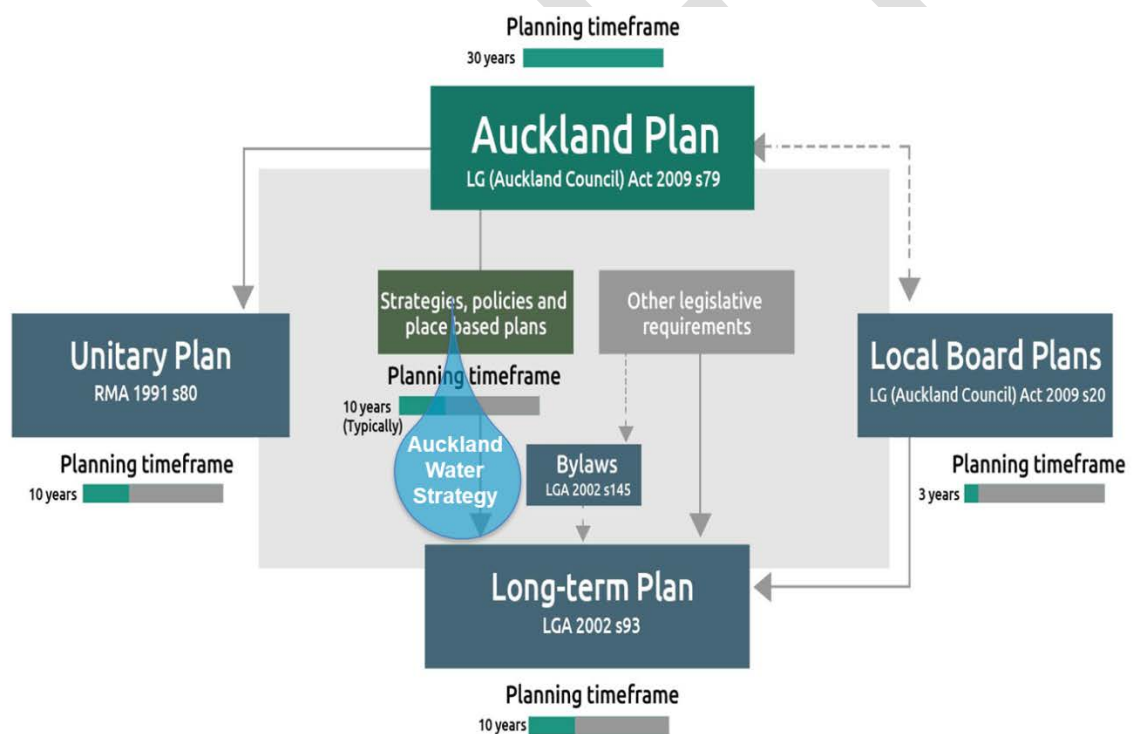 Planning timeframe
30 years
Auckland Plan
LG (Auckland Council) Act 2009 s79
Strategies, policies and
place based plans
Other legislative
requirements
Unitary Plan
RMA 1991 s80
Local Board Plans
LG (Auckland Council) Act 2009 s20
Planning timeframe
10 years
(Typically)
Auckland
Water
Strategy
Bylaws
LGA 2002 s145
Planning timeframe
10 years
Planning timeframe
3 years
Long-term Plan
LGA 2002 s93
Planning timeframe
10 years